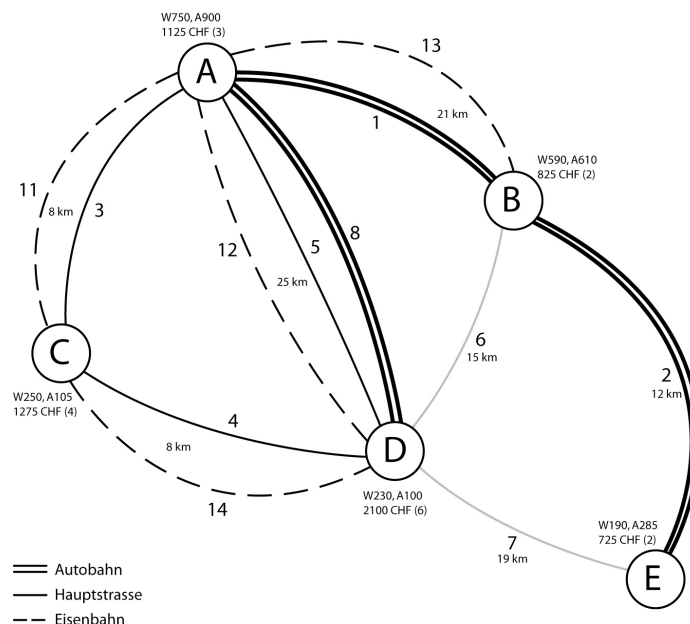 W750, A900
1125 CHF (3)
13
A
21 km
1
W590, A610
825 CHF (2)
11
B
8 km
3
8
5
12
25 km
6
15 km
C
2
12 km
W250, A105
1275 CHF (4)
4
8 km
D
W230, A100
2100 CHF (6)
14
W190, A285
725 CHF (2)
7
19 km
E
Autobahn
Hauptstrasse
Eisenbahn